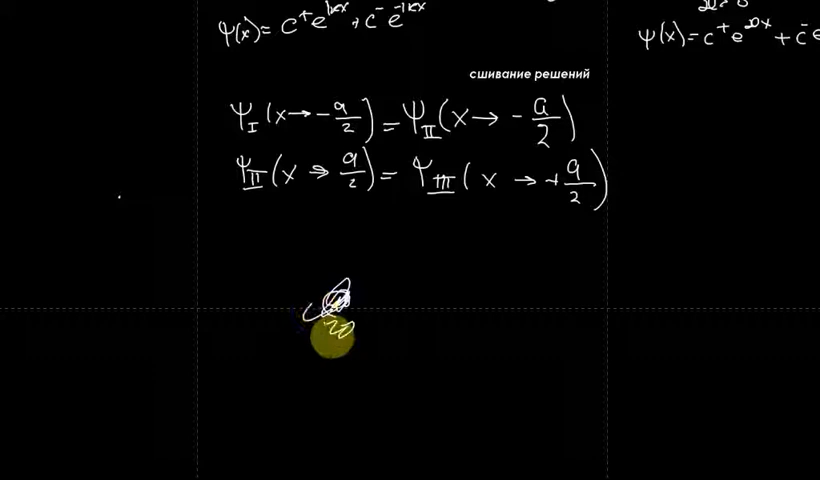 ψ(x)= c⁺ e^{ikx} + c⁻ e^{-ikx}
ψ(x)= c⁺ e^{æx} + c⁻ e
сшивание решений
ψ_I (x→ -a/2) = ψ_II (x→ -a/2)
ψ_II (x→ a/2) = ψ_III (x→ +a/2)